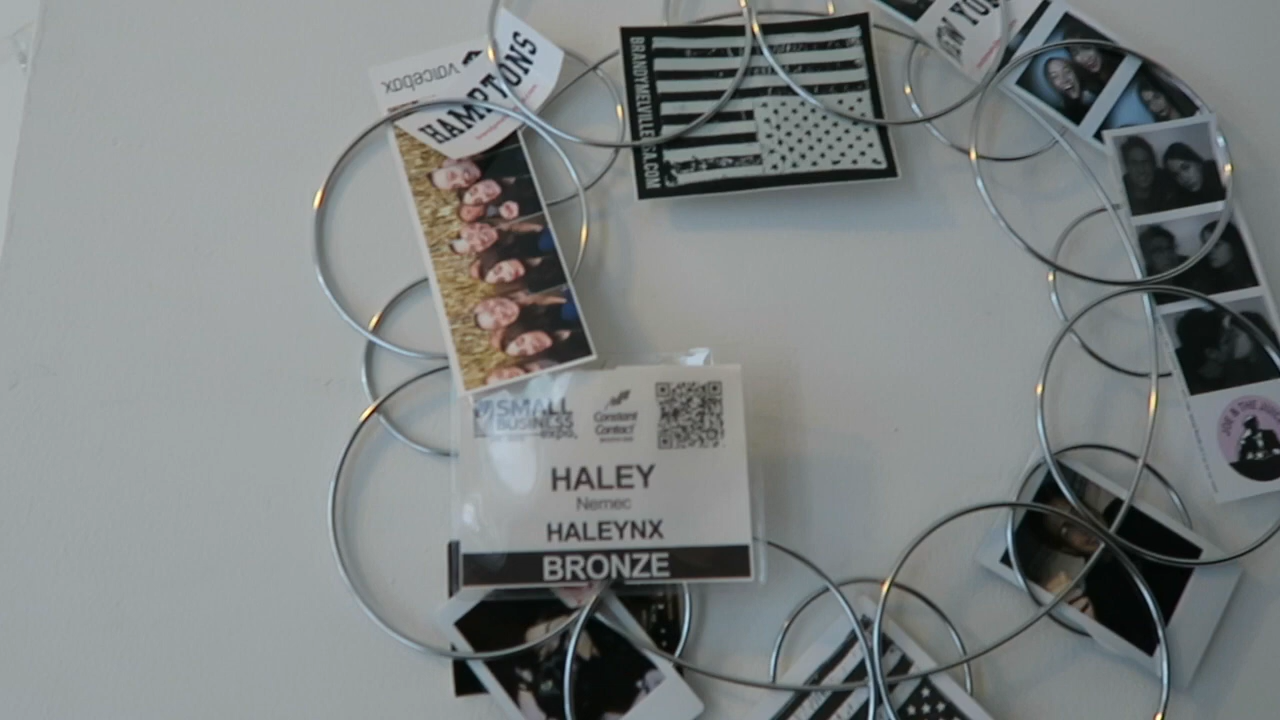 voicebox
HAMPTONS
BRANDYMELVILLEUSA.COM
SMALL
BUSINESS
expo
Constant
Contact
HALEY
Nemec
HALEYNX
BRONZE